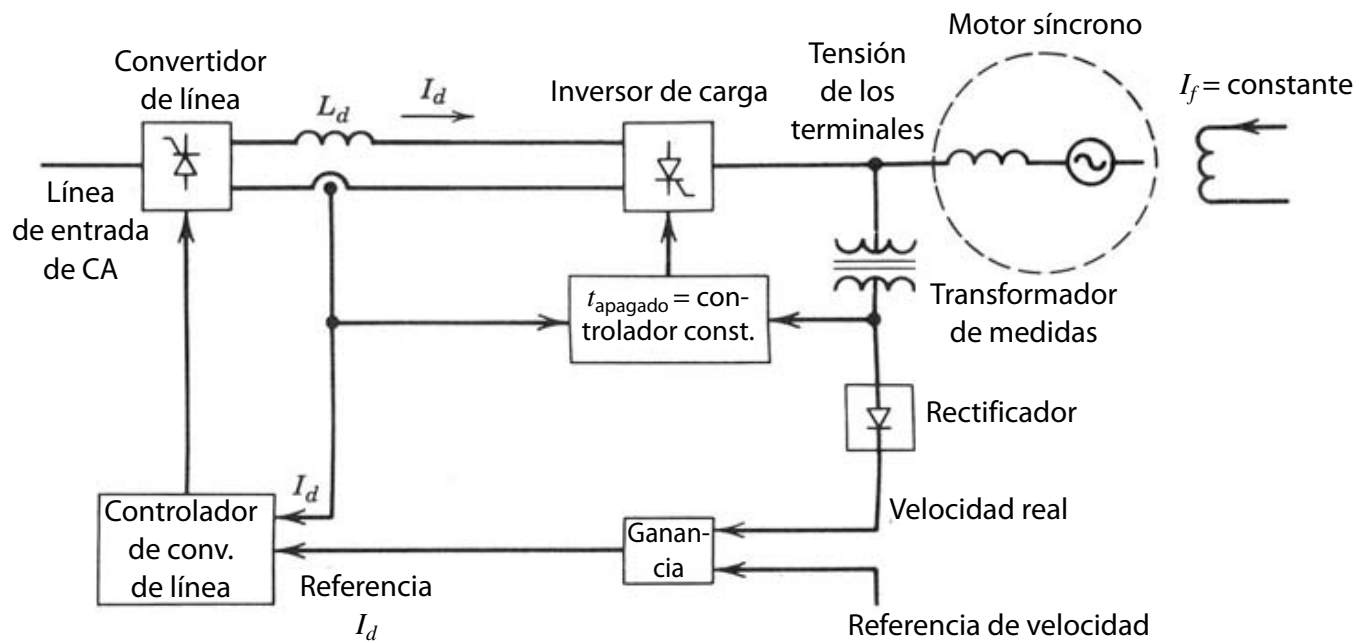 Motor síncrono
Convertidor
de línea
Tensión
de los
terminales
I_f = constante
L_d
I_d
Inversor de carga
Línea
de entrada
de CA
t_apagado = con-
trolador const.
Transformador
de medidas
Rectificador
I_d
Controlador
de conv.
de línea
Velocidad real
Ganan-
cia
Referencia
I_d
Referencia de velocidad